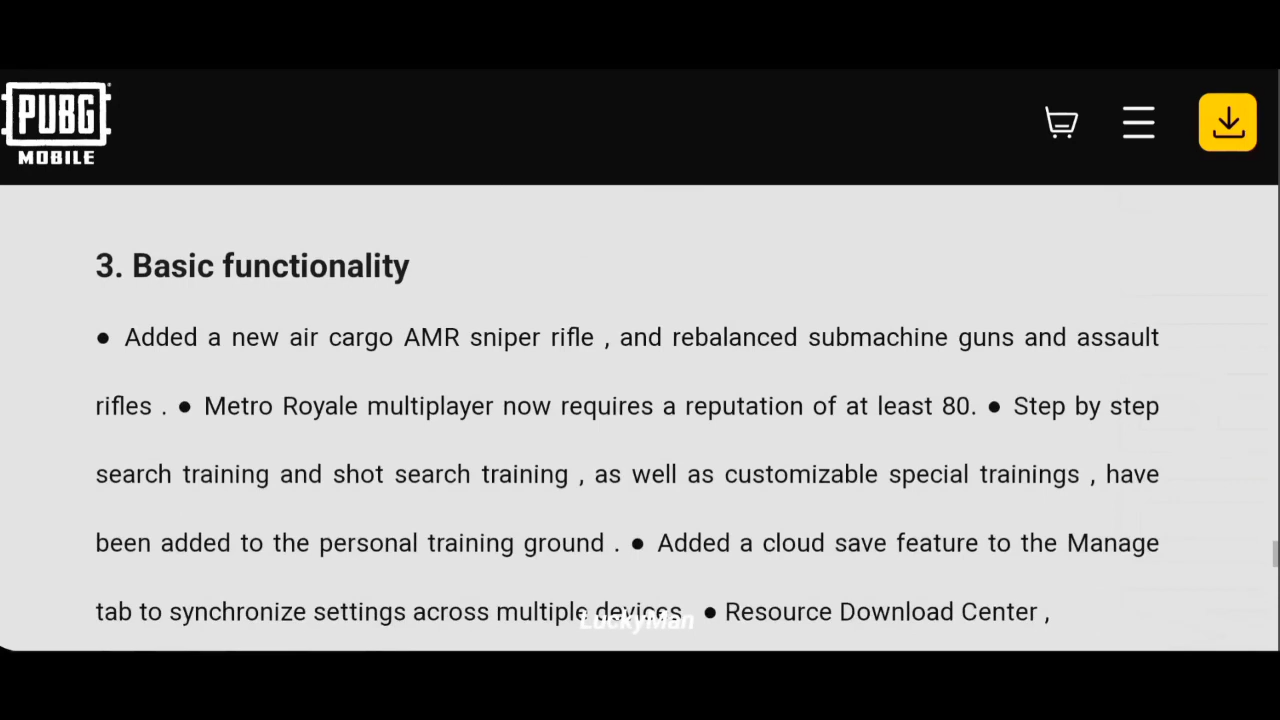 PUBG
MOBILE
3. Basic functionality
● Added a new air cargo AMR sniper rifle , and rebalanced submachine guns and assault
rifles . ● Metro Royale multiplayer now requires a reputation of at least 80. ● Step by step
search training and shot search training , as well as customizable special trainings , have
been added to the personal training ground . ● Added a cloud save feature to the Manage
tab to synchronize settings across multiple devices ● Resource Download Center ,
LuckyMan